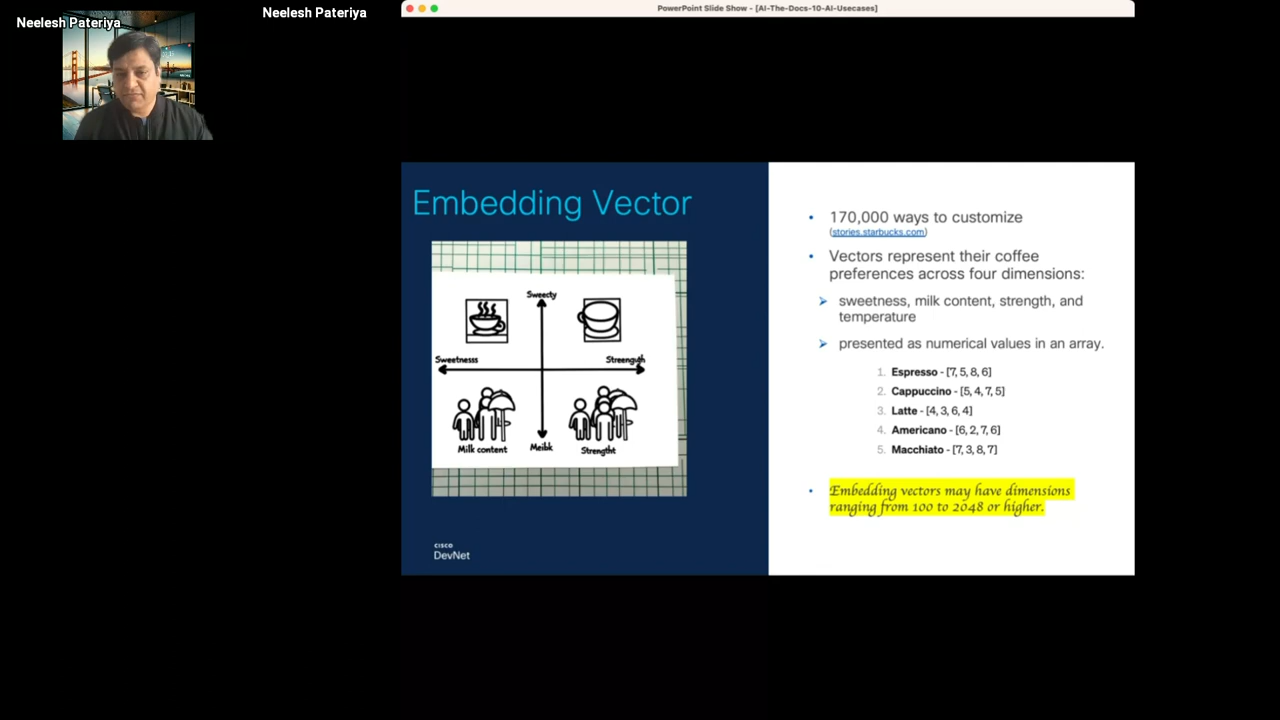 Neelesh Pateriya
Neelesh Pateriya
PowerPoint Slide Show - [AI-The-Docs-10-AI-Usecases]
Embedding Vector
Sweecty
Sweetnesss
Streengigh
Milk content
Meibk
Strengtht
CISCO
DevNet
• 170,000 ways to customize
(stories.starbucks.com)
• Vectors represent their coffee
preferences across four dimensions:
➢ sweetness, milk content, strength, and
temperature
➢ presented as numerical values in an array.
1. Espresso - [7, 5, 8, 6]
2. Cappuccino - [5, 4, 7, 5]
3. Latte - [4, 3, 6, 4]
4. Americano - [6, 2, 7, 6]
5. Macchiato - [7, 3, 8, 7]
• Embedding vectors may have dimensions
ranging from 100 to 2048 or higher.